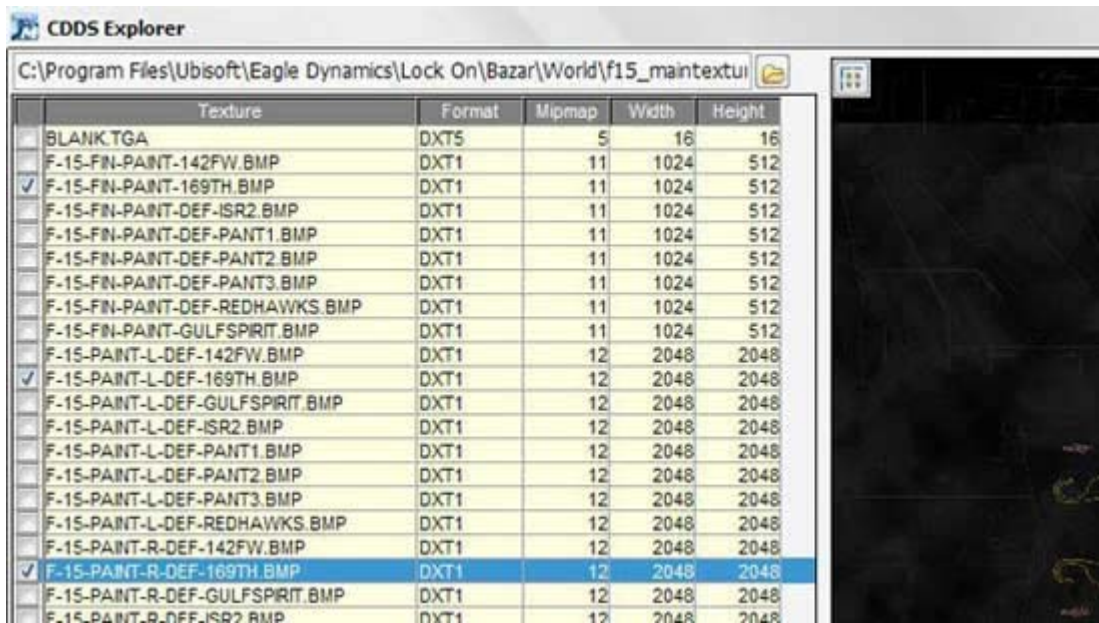 CDDS Explorer
C:\Program Files\Ubisoft\Eagle Dynamics\Lock On\Bazar\World\f15_maintextu
Texture Format Mipmap Width Height
BLANK.TGA DXT5 5 16 16
F-15-FIN-PAINT-142FW.BMP DXT1 11 1024 512
F-15-FIN-PAINT-169TH.BMP DXT1 11 1024 512
F-15-FIN-PAINT-DEF-ISR2.BMP DXT1 11 1024 512
F-15-FIN-PAINT-DEF-PANT1.BMP DXT1 11 1024 512
F-15-FIN-PAINT-DEF-PANT2.BMP DXT1 11 1024 512
F-15-FIN-PAINT-DEF-PANT3.BMP DXT1 11 1024 512
F-15-FIN-PAINT-DEF-REDHAWKS.BMP DXT1 11 1024 512
F-15-FIN-PAINT-GULFSPIRIT.BMP DXT1 11 1024 512
F-15-PAINT-L-DEF-142FW.BMP DXT1 12 2048 2048
F-15-PAINT-L-DEF-169TH.BMP DXT1 12 2048 2048
F-15-PAINT-L-DEF-GULFSPIRIT.BMP DXT1 12 2048 2048
F-15-PAINT-L-DEF-ISR2.BMP DXT1 12 2048 2048
F-15-PAINT-L-DEF-PANT1.BMP DXT1 12 2048 2048
F-15-PAINT-L-DEF-PANT2.BMP DXT1 12 2048 2048
F-15-PAINT-L-DEF-PANT3.BMP DXT1 12 2048 2048
F-15-PAINT-L-DEF-REDHAWKS.BMP DXT1 12 2048 2048
F-15-PAINT-R-DEF-142FW.BMP DXT1 12 2048 2048
F-15-PAINT-R-DEF-169TH.BMP DXT1 12 2048 2048
F-15-PAINT-R-DEF-GULFSPIRIT.BMP DXT1 12 2048 2048
F-15-PAINT-R-DEF-ISR2.BMP DXT1 12 2048 2048